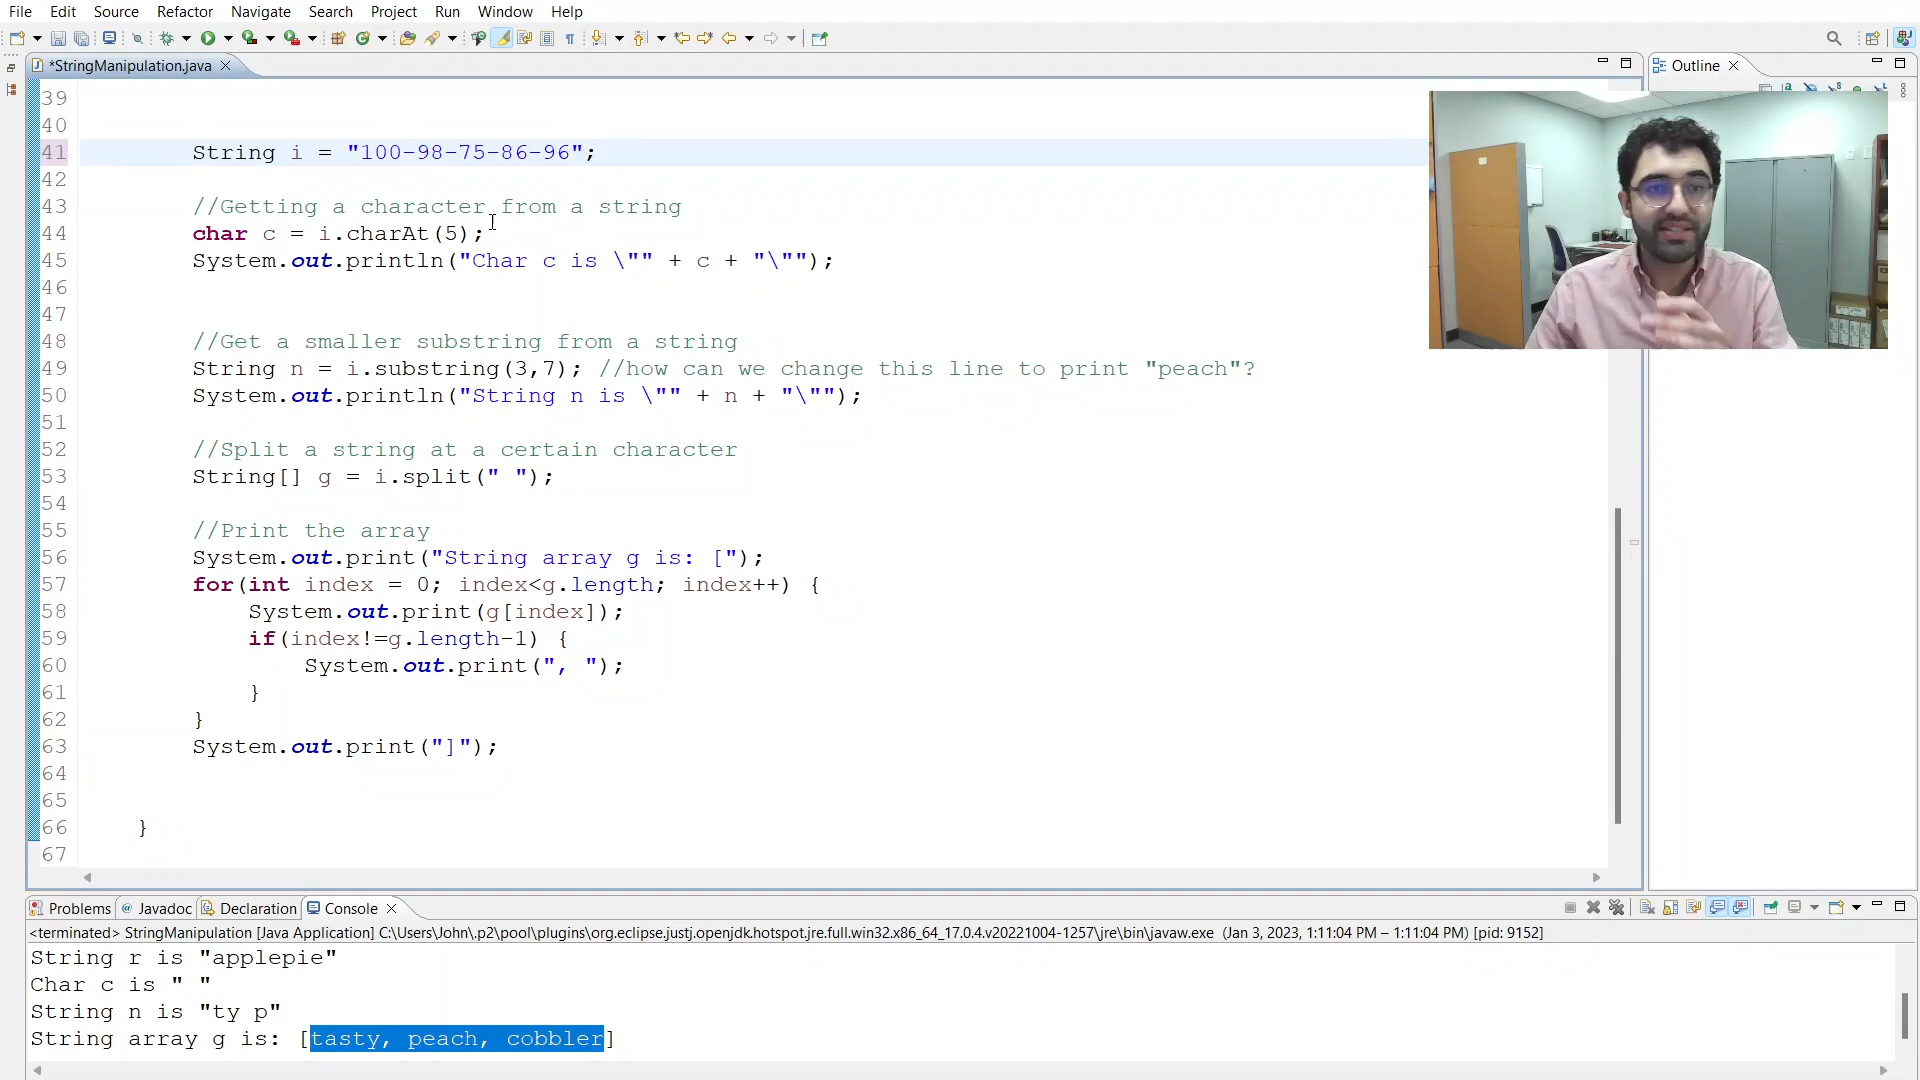 File Edit Source Refactor Navigate Search Project Run Window Help
*StringManipulation.java
Outline
39
40
41 String i = "100-98-75-86-96";
42
43 //Getting a character from a string
44 char c = i.charAt(5);
45 System.out.println("Char c is \"" + c + "\"");
46
47
48 //Get a smaller substring from a string
49 String n = i.substring(3,7); //how can we change this line to print "peach"?
50 System.out.println("String n is \"" + n + "\"");
51
52 //Split a string at a certain character
53 String[] g = i.split(" ");
54
55 //Print the array
56 System.out.print("String array g is: [");
57 for(int index = 0; index<g.length; index++) {
58 System.out.print(g[index]);
59 if(index!=g.length-1) {
60 System.out.print(", ");
61 }
62 }
63 System.out.print("]");
64
65
66 }
67
Problems Javadoc Declaration Console
<terminated> StringManipulation [Java Application] C:\Users\John\.p2\pool\plugins\org.eclipse.justj.openjdk.hotspot.jre.full.win32.x86_64_17.0.4.v20221004-1257\jre\bin\javaw.exe (Jan 3, 2023, 1:11:04 PM – 1:11:04 PM) [pid: 9152]
String r is "applepie"
Char c is " "
String n is "ty p"
String array g is: [tasty, peach, cobbler]